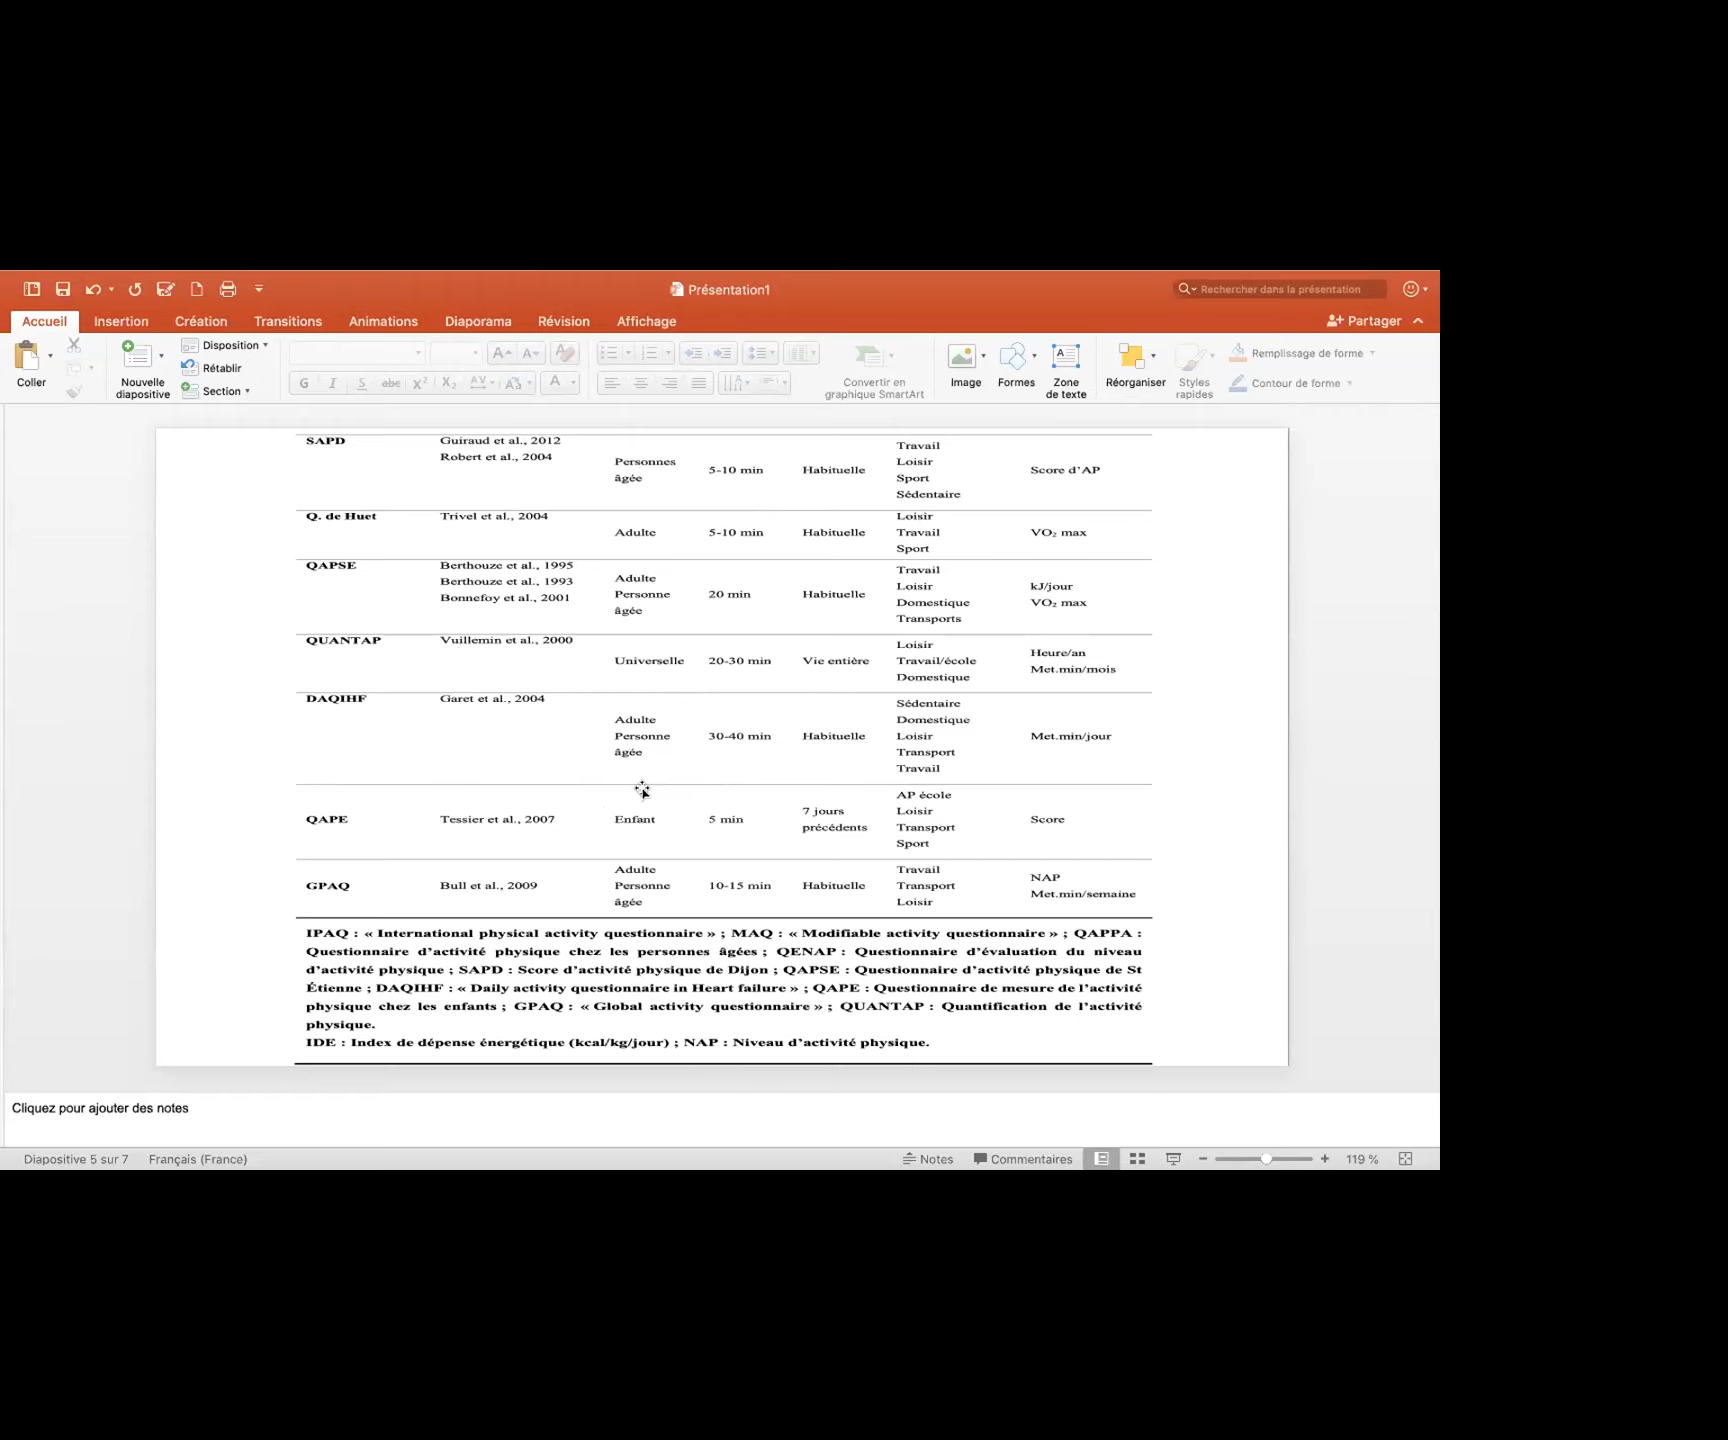 Présentation1
Rechercher dans la présentation
Accueil Insertion Création Transitions Animations Diaporama Révision Affichage Partager
Coller
Nouvelle diapositive
Disposition
Rétablir
Section
G I S abc X² X₂ AV Aa A
Convertir en graphique SmartArt
Image
Formes
Zone de texte
Réorganiser
Styles rapides
Remplissage de forme
Contour de forme
SAPD Guiraud et al., 2012 Robert et al., 2004 Personnes âgée 5-10 min Habituelle Travail Loisir Sport Sédentaire Score d’AP
Q. de Huet Trivel et al., 2004 Adulte 5-10 min Habituelle Loisir Travail Sport VO₂ max
QAPSE Berthouze et al., 1995 Berthouze et al., 1993 Bonnefoy et al., 2001 Adulte Personne âgée 20 min Habituelle Travail Loisir Domestique Transports kJ/jour VO₂ max
QUANTAP Vuillemin et al., 2000 Universelle 20-30 min Vie entière Loisir Travail/école Domestique Heure/an Met.min/mois
DAQIHF Garet et al., 2004 Adulte Personne âgée 30-40 min Habituelle Sédentaire Domestique Loisir Transport Travail Met.min/jour
QAPE Tessier et al., 2007 Enfant 5 min 7 jours précédents AP école Loisir Transport Sport Score
GPAQ Bull et al., 2009 Adulte Personne âgée 10-15 min Habituelle Travail Transport Loisir NAP Met.min/semaine
IPAQ : « International physical activity questionnaire » ; MAQ : « Modifiable activity questionnaire » ; QAPPA :
Questionnaire d’activité physique chez les personnes âgées ; QENAP : Questionnaire d’évaluation du niveau
d’activité physique ; SAPD : Score d’activité physique de Dijon ; QAPSE : Questionnaire d’activité physique de St
Étienne ; DAQIHF : « Daily activity questionnaire in Heart failure » ; QAPE : Questionnaire de mesure de l’activité
physique chez les enfants ; GPAQ : « Global activity questionnaire » ; QUANTAP : Quantification de l’activité
physique.
IDE : Index de dépense énergétique (kcal/kg/jour) ; NAP : Niveau d’activité physique.
Cliquez pour ajouter des notes
Diapositive 5 sur 7 Français (France) Notes Commentaires 119 %